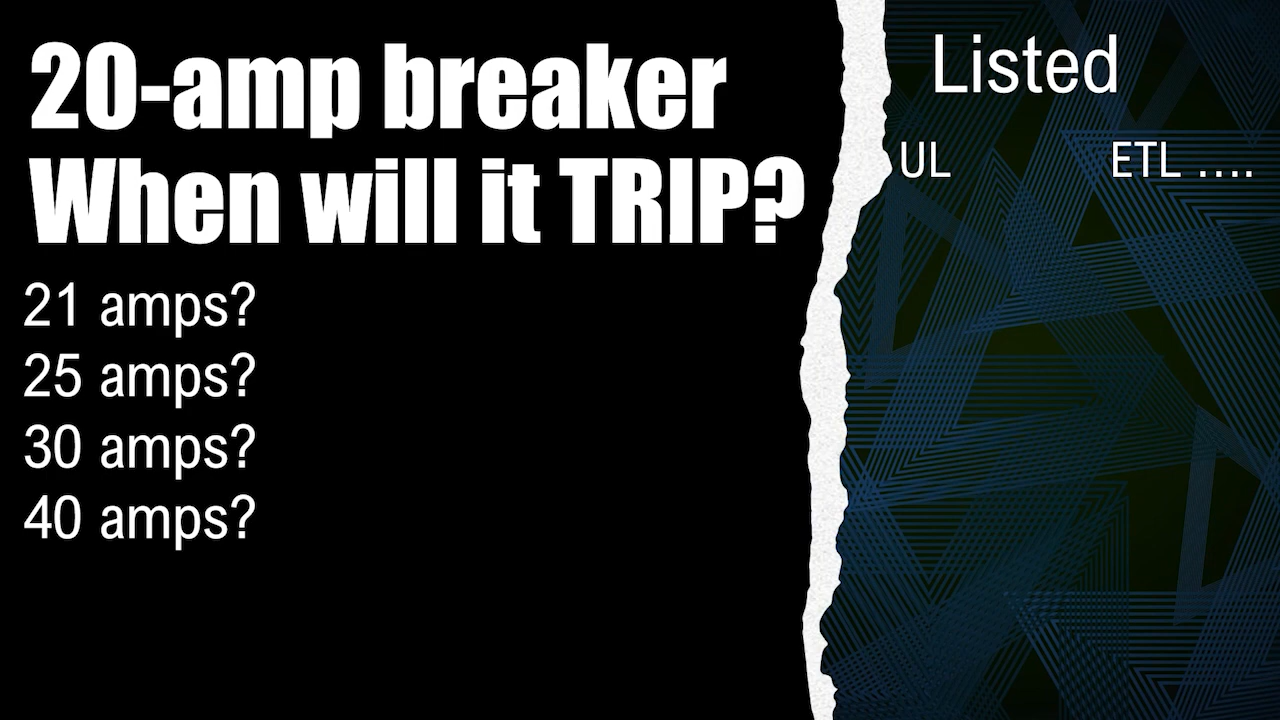 20-amp breaker
When will it TRIP?
21 amps?
25 amps?
30 amps?
40 amps?
Listed
UL ETL ....